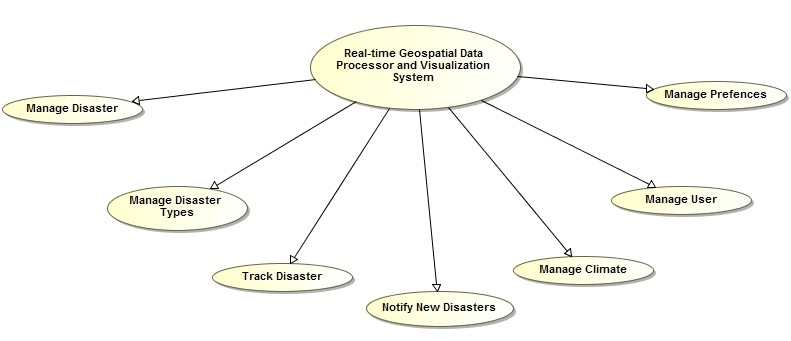 Real-time Geospatial Data
Processor and Visualization
System
Manage Disaster
Manage Prefences
Manage Disaster
Types
Manage User
Track Disaster
Manage Climate
Notify New Disasters